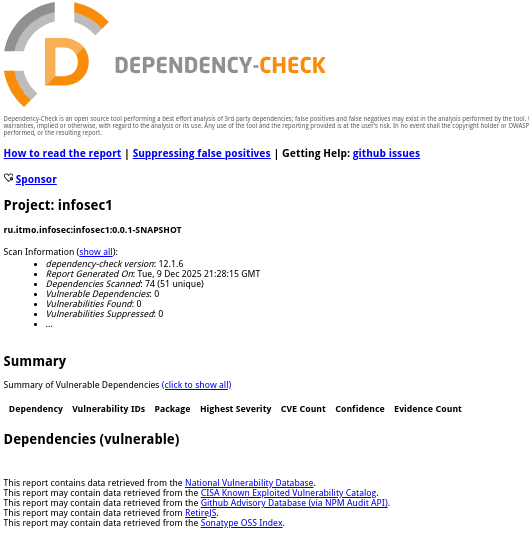 D DEPENDENCY-CHECK
Dependency-Check is an open source tool performing a best effort analysis of 3rd party dependencies; false positives and false negatives may exist in the analysis performed by the tool.
warranties, implied or otherwise, with regard to the analysis or its use. Any use of the tool and the reporting provided is at the user's risk. In no event shall the copyright holder or OWASP
performed, or the resulting report.
How to read the report | Suppressing false positives | Getting Help: github issues
Sponsor
Project: infosec1
ru.itmo.infosec:infosec1:0.0.1-SNAPSHOT
Scan Information (show all):
• dependency-check version: 12.1.6
• Report Generated On: Tue, 9 Dec 2025 21:28:15 GMT
• Dependencies Scanned: 74 (51 unique)
• Vulnerable Dependencies: 0
• Vulnerabilities Found: 0
• Vulnerabilities Suppressed: 0
• ...
Summary
Summary of Vulnerable Dependencies (click to show all)
Dependency Vulnerability IDs Package Highest Severity CVE Count Confidence Evidence Count
Dependencies (vulnerable)
This report contains data retrieved from the National Vulnerability Database.
This report may contain data retrieved from the CISA Known Exploited Vulnerability Catalog.
This report may contain data retrieved from the Github Advisory Database (via NPM Audit API).
This report may contain data retrieved from RetireJS.
This report may contain data retrieved from the Sonatype OSS Index.